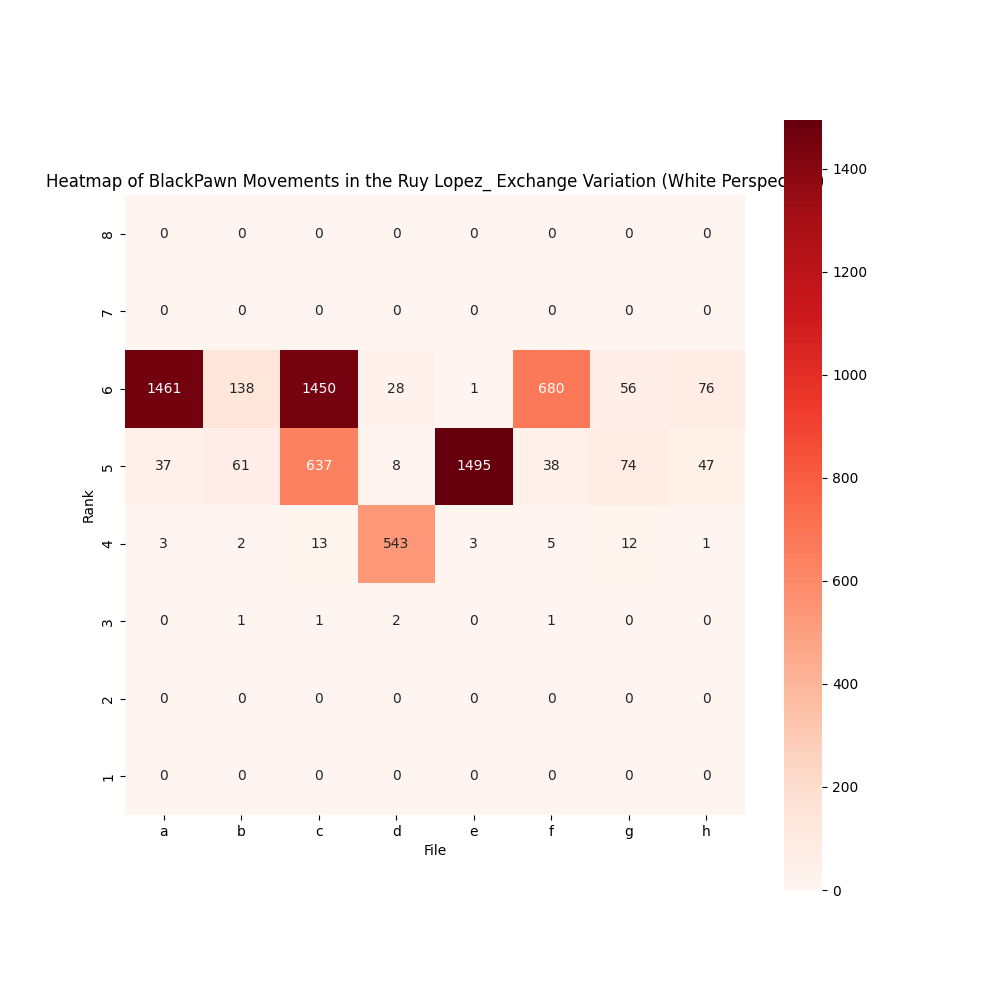 Heatmap of BlackPawn Movements in the Ruy Lopez_ Exchange Variation (White Perspec
8 0 0 0 0 0 0 0 0
7 0 0 0 0 0 0 0 0
6 1461 138 1450 28 1 680 56 76
5 37 61 637 8 1495 38 74 47
4 3 2 13 543 3 5 12 1
3 0 1 1 2 0 1 0 0
2 0 0 0 0 0 0 0 0
1 0 0 0 0 0 0 0 0
a b c d e f g h
Rank
File
1400
1200
1000
800
600
400
200
0